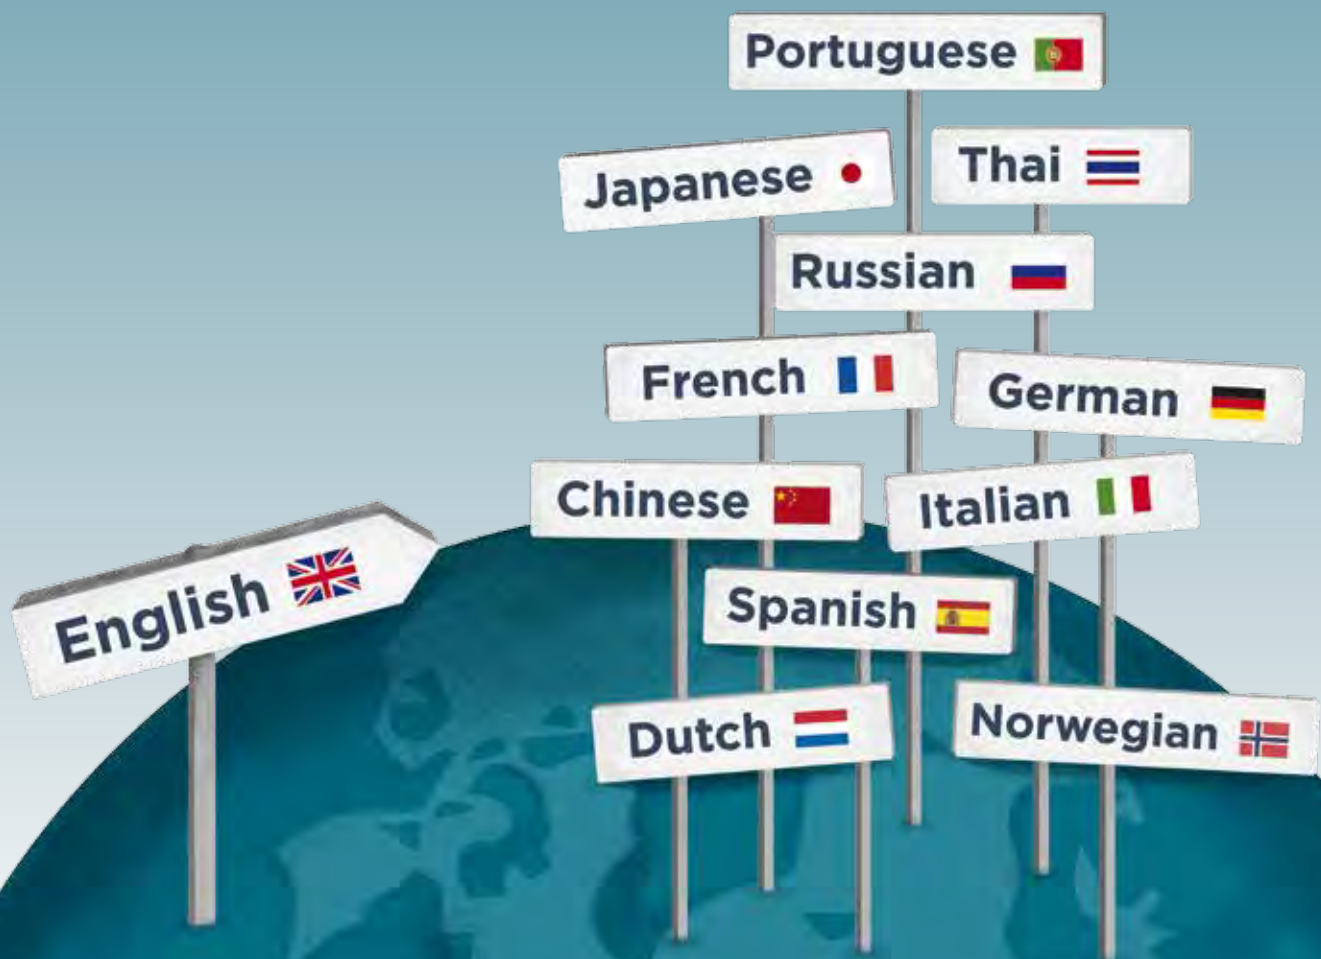 Portuguese
Japanese
Thai
Russian
French
German
Chinese
Italian
English
Spanish
Dutch
Norwegian